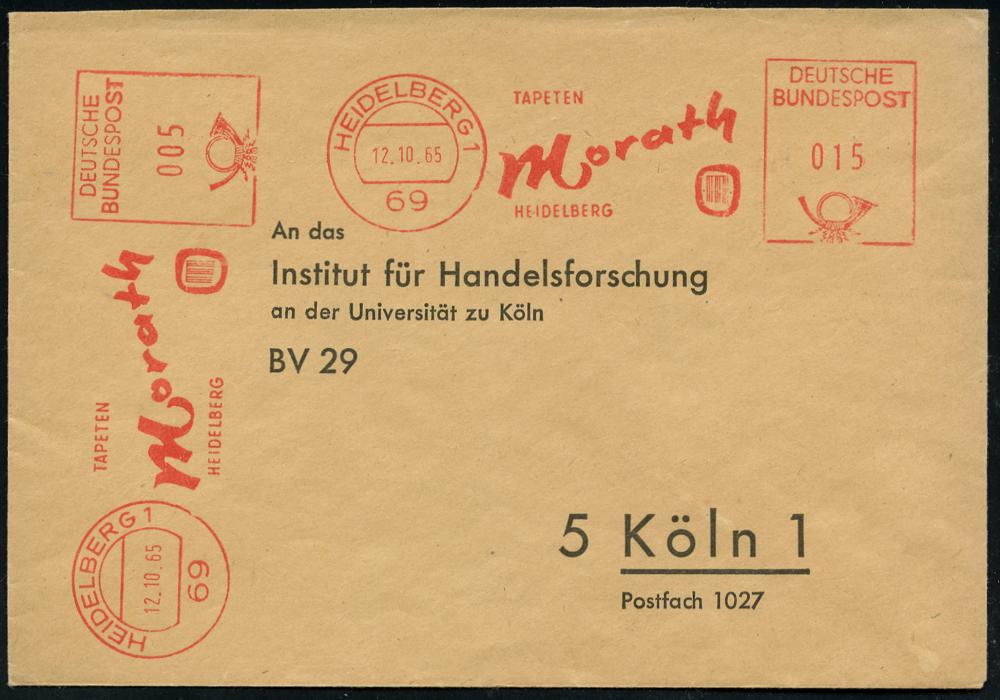 DEUTSCHE
BUNDESPOST
005
HEIDELBERG 1
12.10.65
69
TAPETEN
Morath
HEIDELBERG
DEUTSCHE
BUNDESPOST
015
An das
Institut für Handelsforschung
an der Universität zu Köln
BV 29
TAPETEN
Morath
HEIDELBERG
HEIDELBERG 1
12.10.65
69
5 Köln 1
Postfach 1027